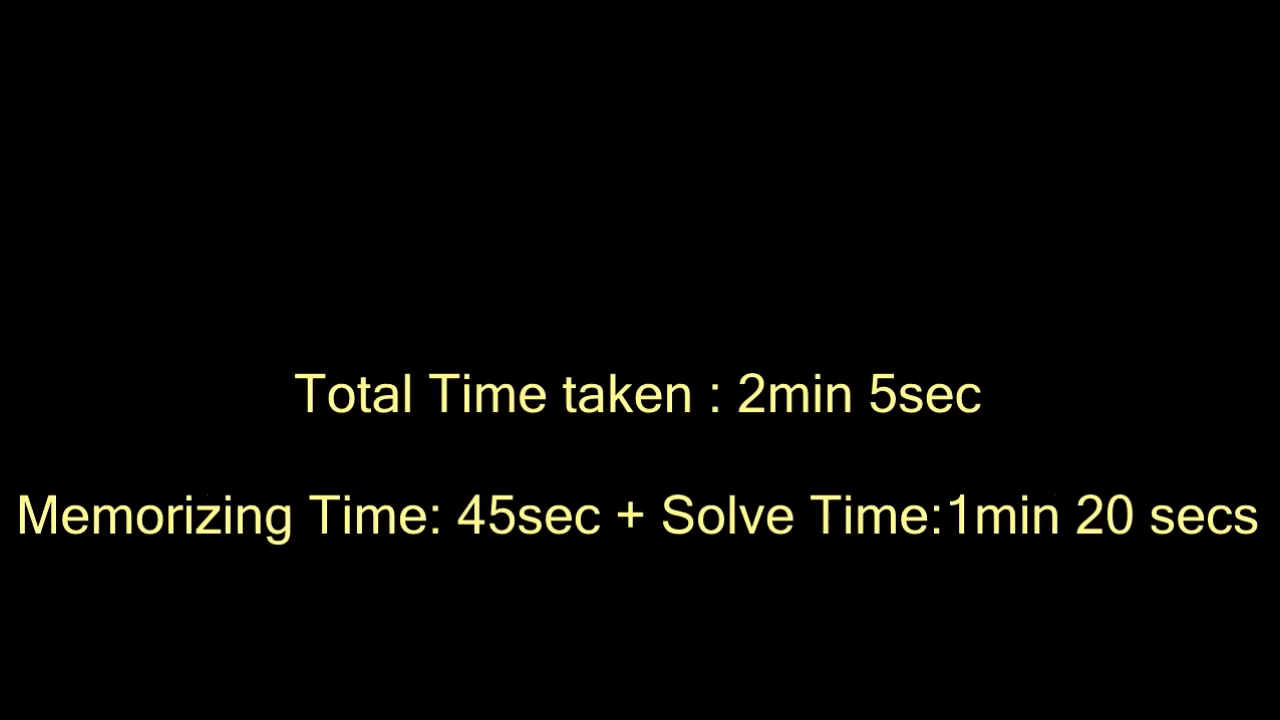 Total Time taken : 2min 5sec
Memorizing Time: 45sec + Solve Time:1min 20 secs